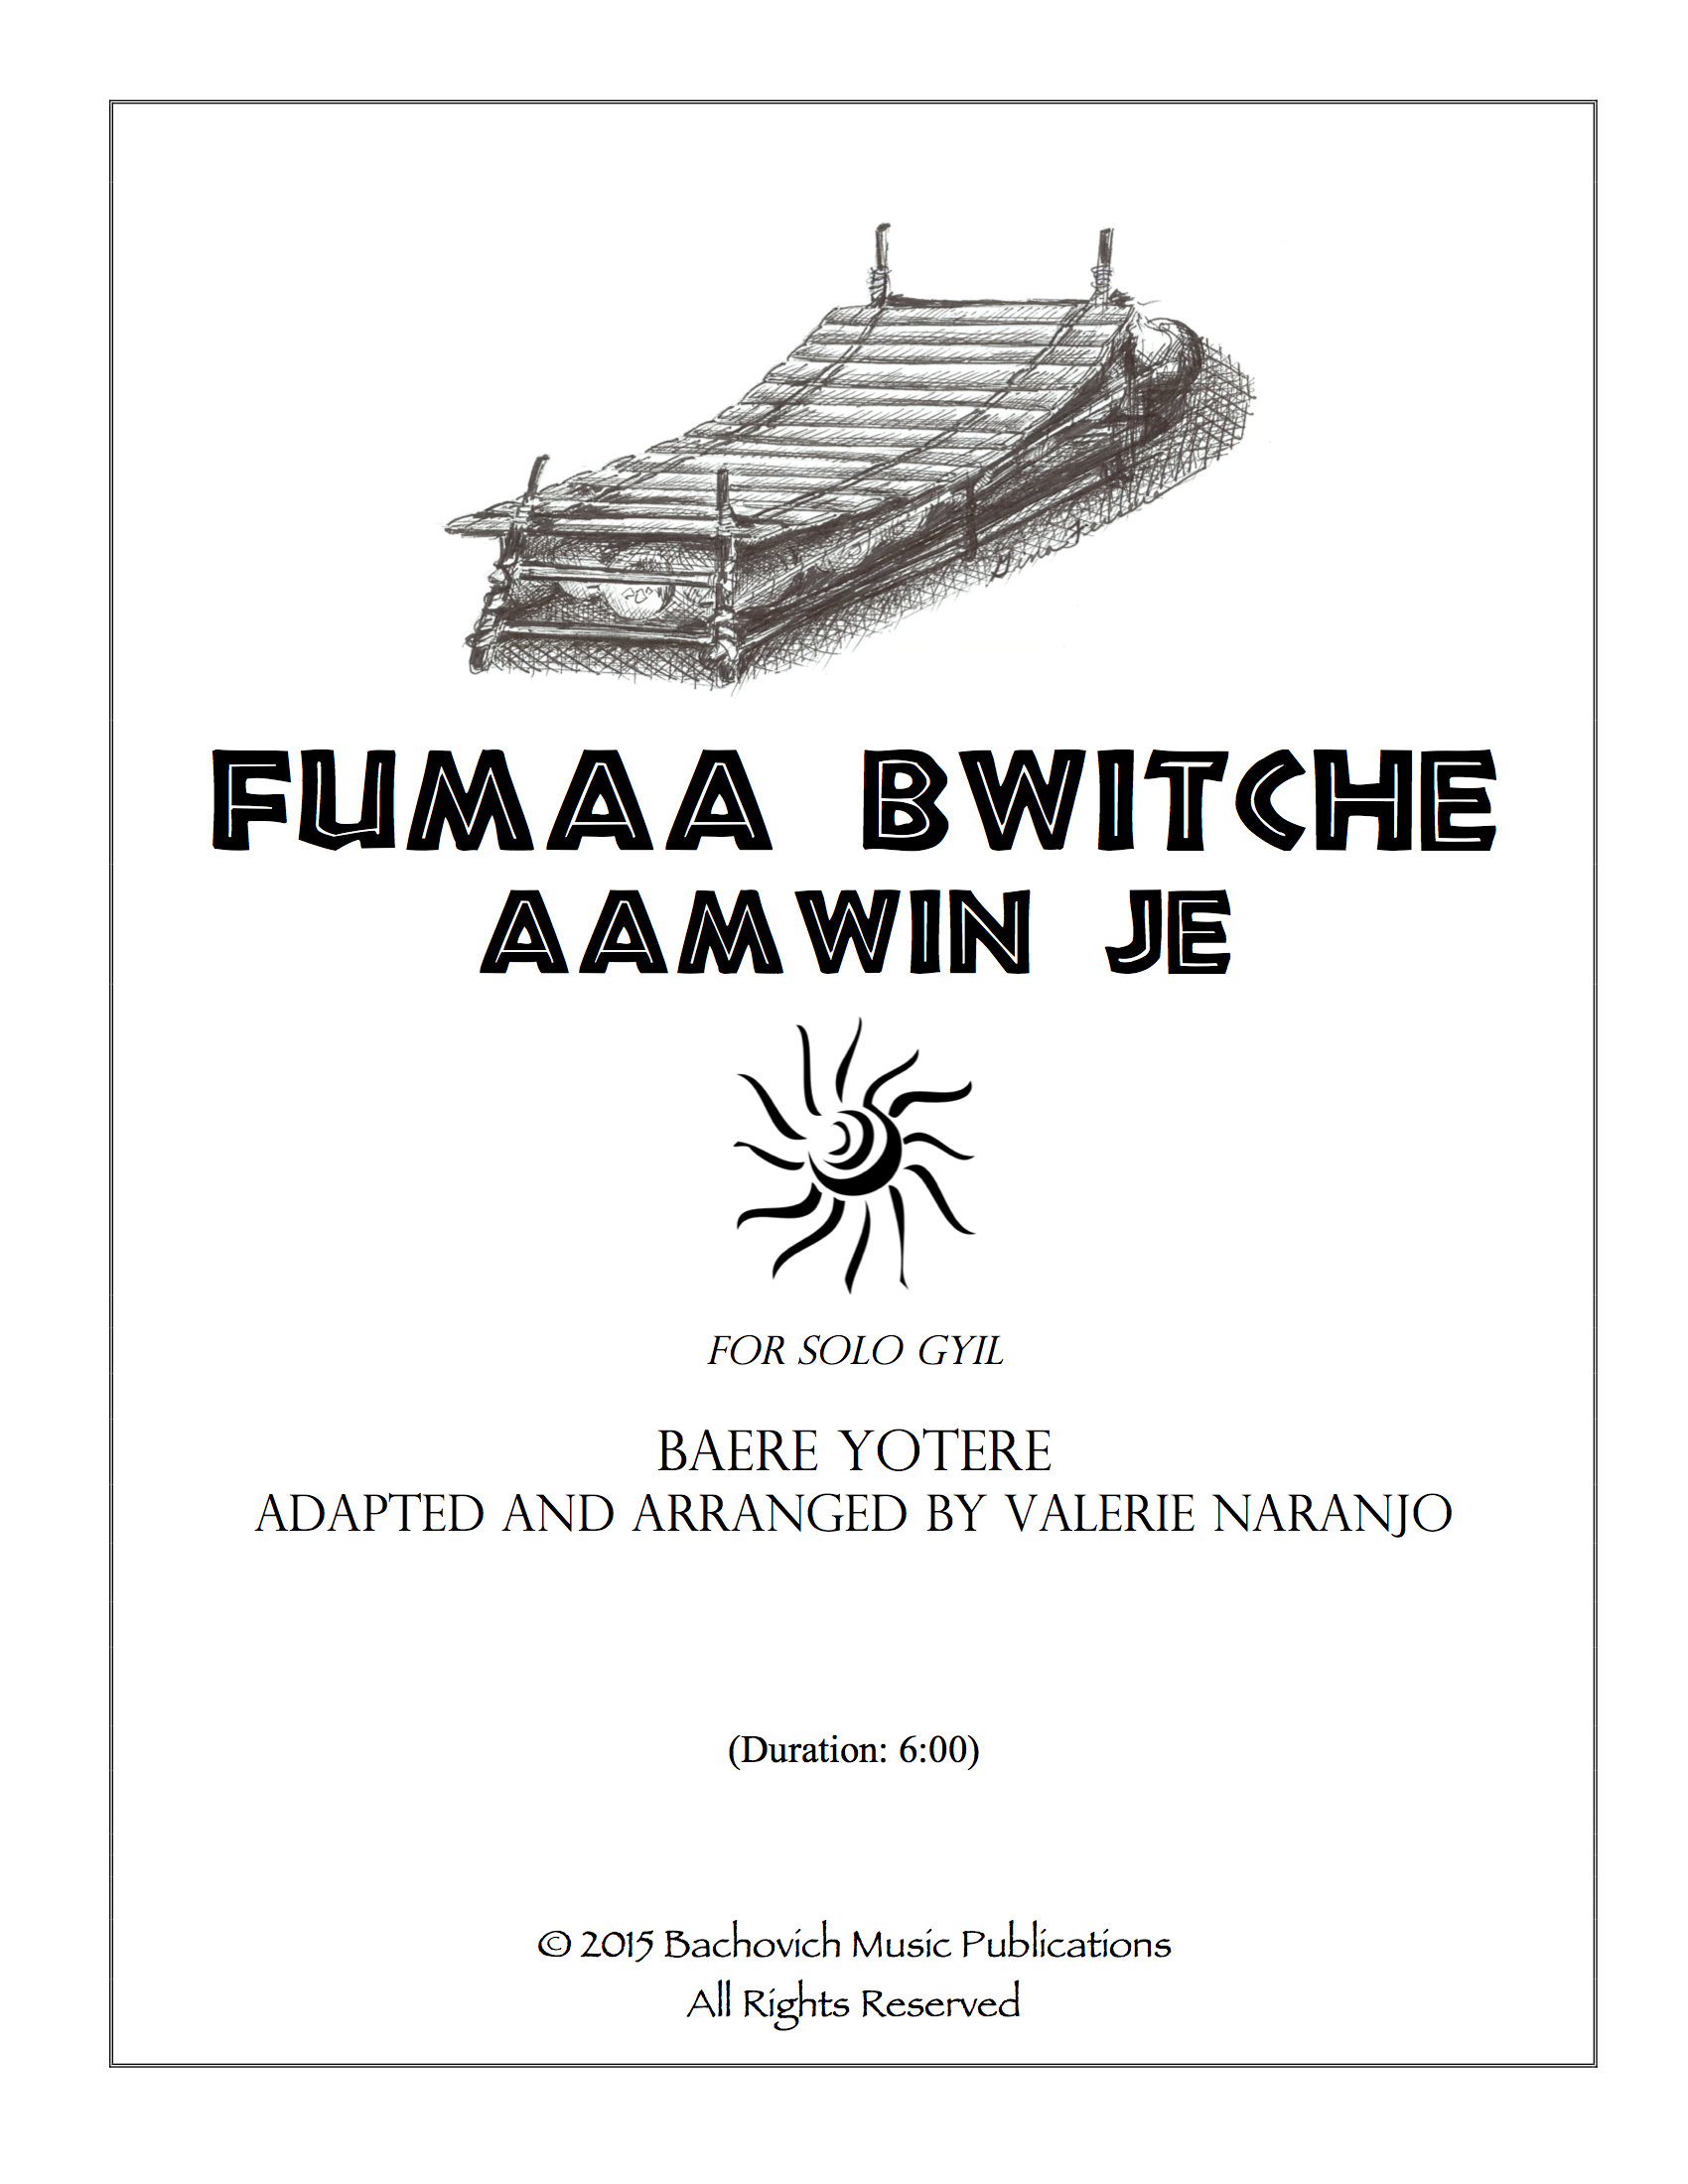 FUMAA BWITCHE
AAMWIN JE
FOR SOLO GYIL
BAERE YOTERE
ADAPTED AND ARRANGED BY VALERIE NARANJO
(Duration: 6:00)
© 2015 Bachovich Music Publications
All Rights Reserved